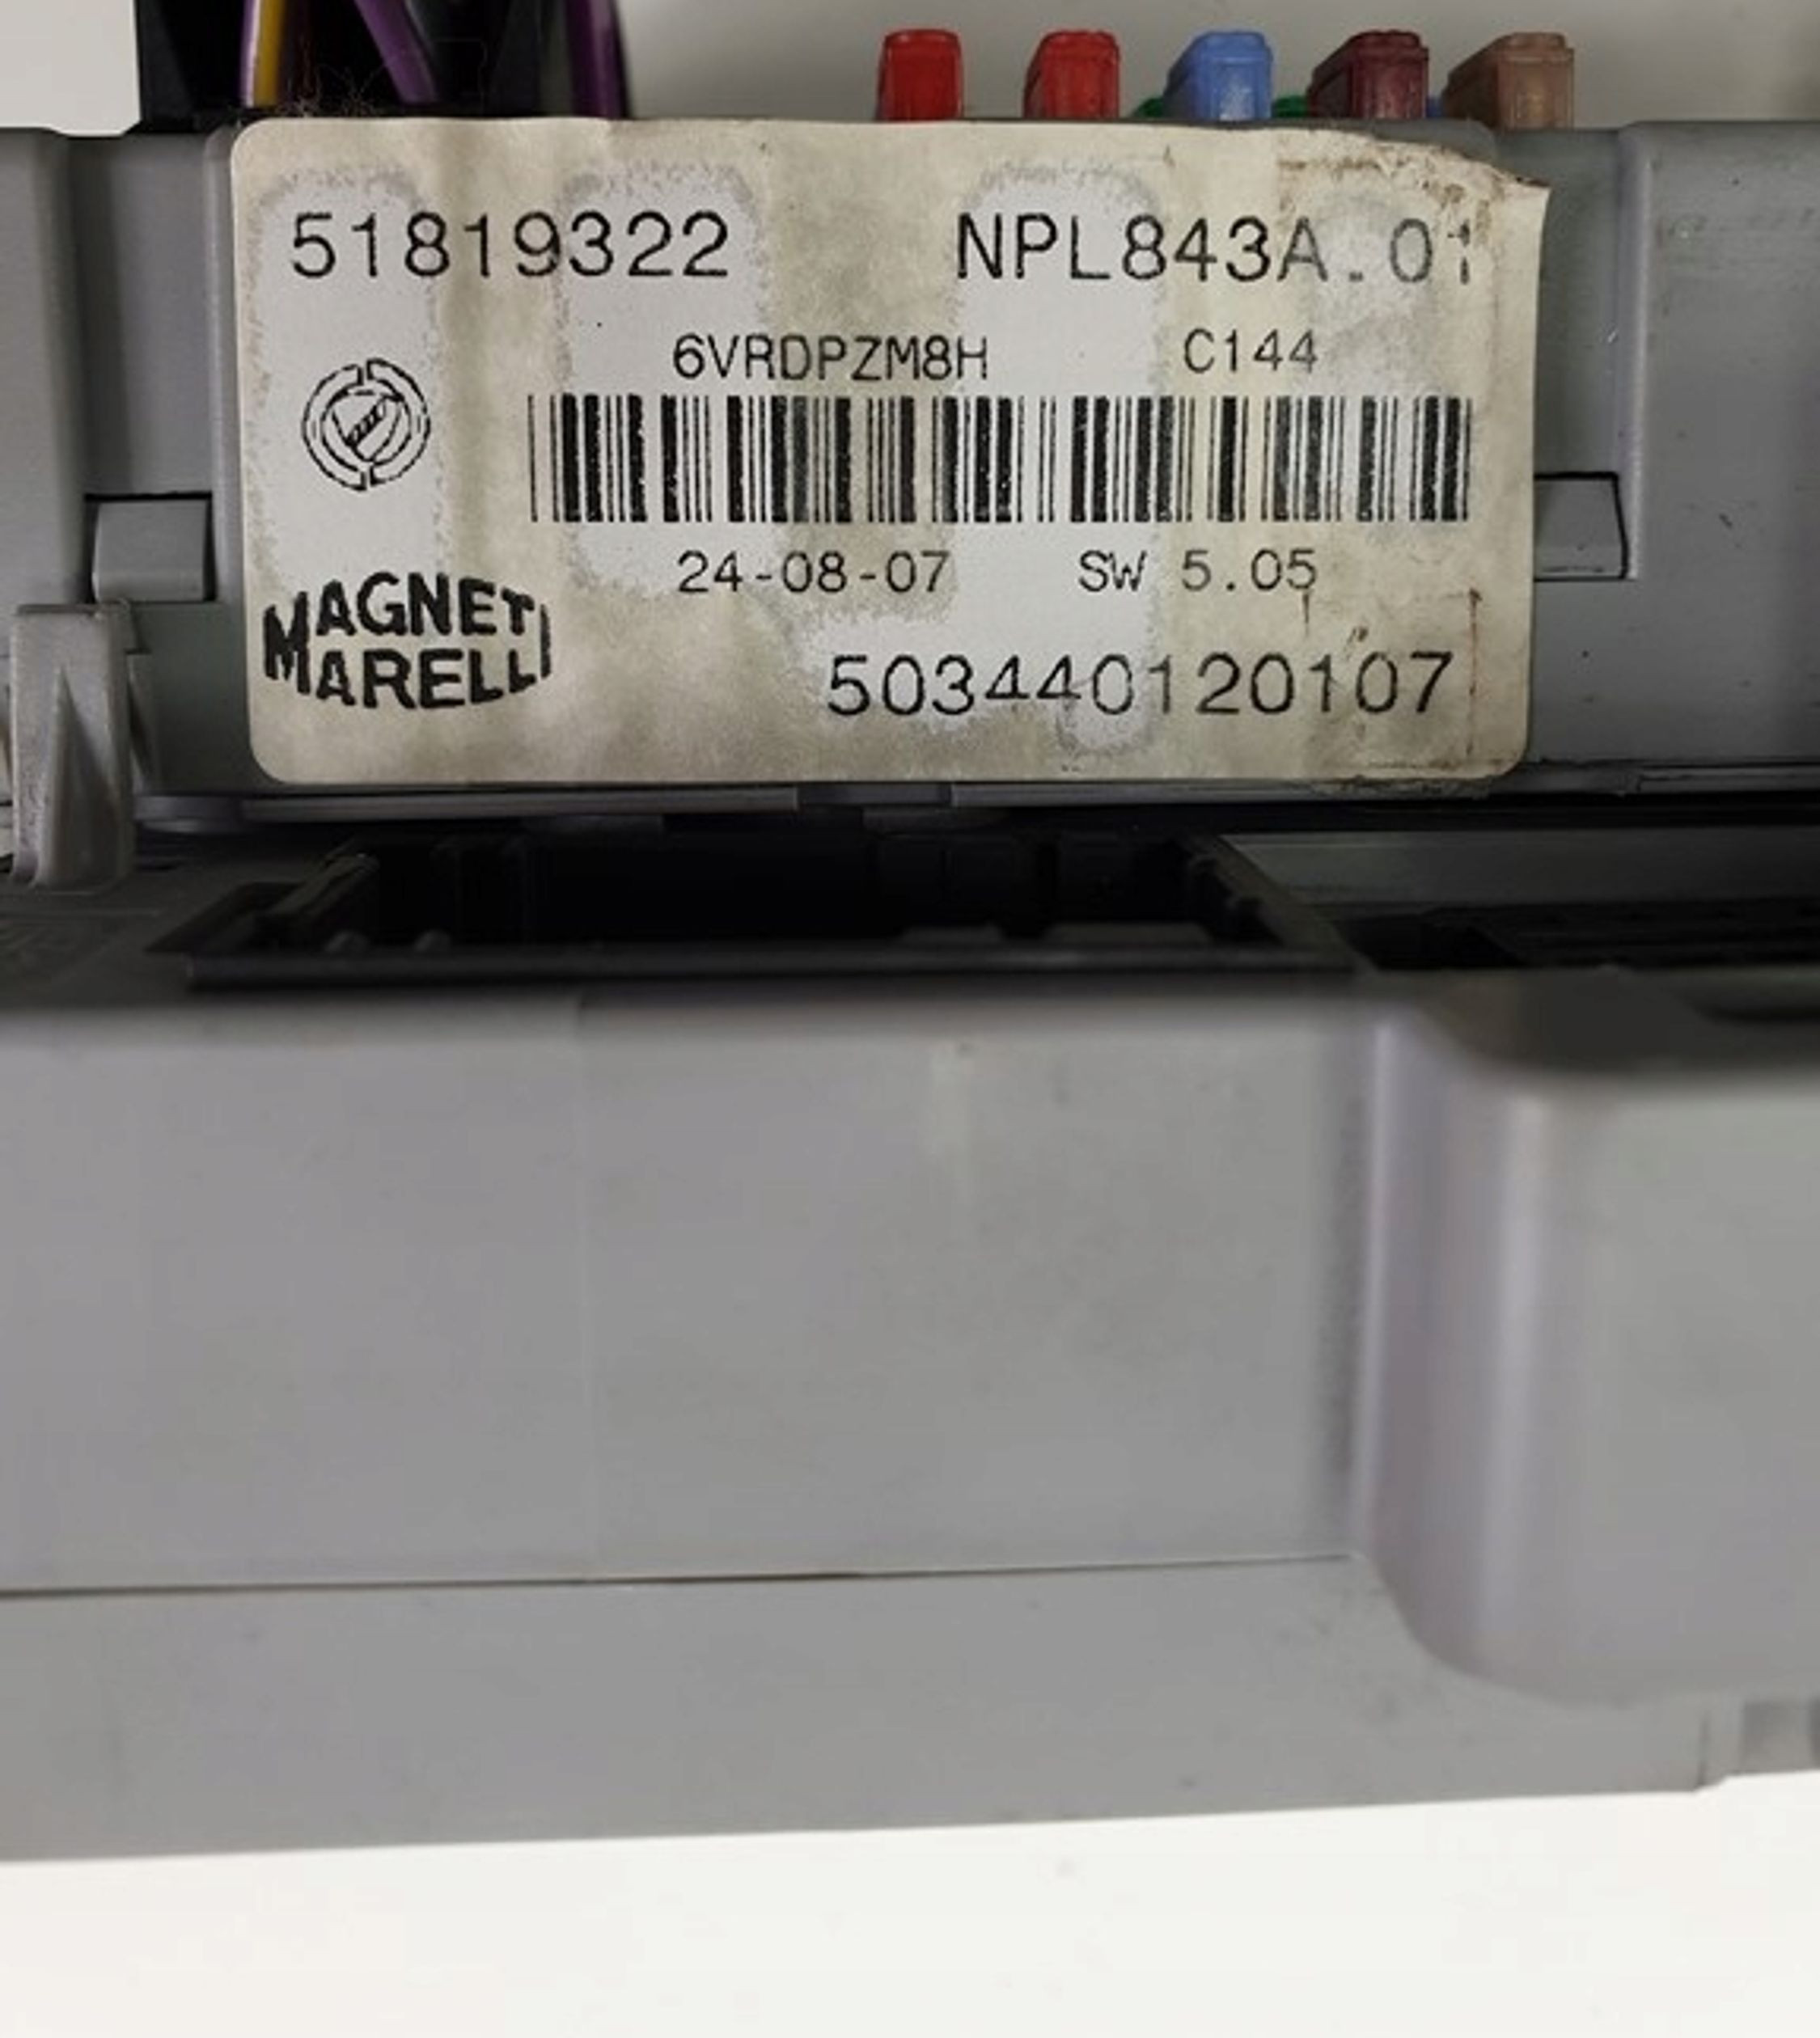 51819322 NPL843A.01
6VRDPZM8H C144
24-08-07 SW 5.05
MAGNETI
MARELLI
503440120107